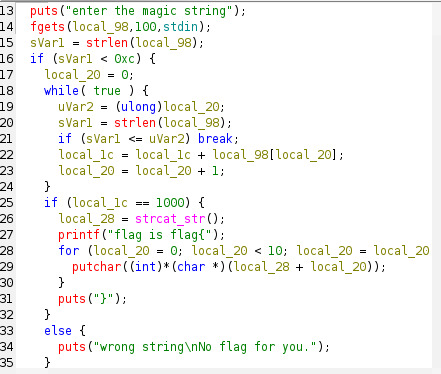 13 puts("enter the magic string");
14 fgets(local_98,100,stdin);
15 sVar1 = strlen(local_98);
16 if (sVar1 < 0xc) {
17 local_20 = 0;
18 while( true ) {
19 uVar2 = (ulong)local_20;
20 sVar1 = strlen(local_98);
21 if (sVar1 <= uVar2) break;
22 local_1c = local_1c + local_98[local_20];
23 local_20 = local_20 + 1;
24 }
25 if (local_1c == 1000) {
26 local_28 = strcat_str();
27 printf("flag is flag{");
28 for (local_20 = 0; local_20 < 10; local_20 = local_20
29 putchar((int)*(char *)(local_28 + local_20));
30 }
31 puts("}");
32 }
33 else {
34 puts("wrong string\nNo flag for you.");
35 }